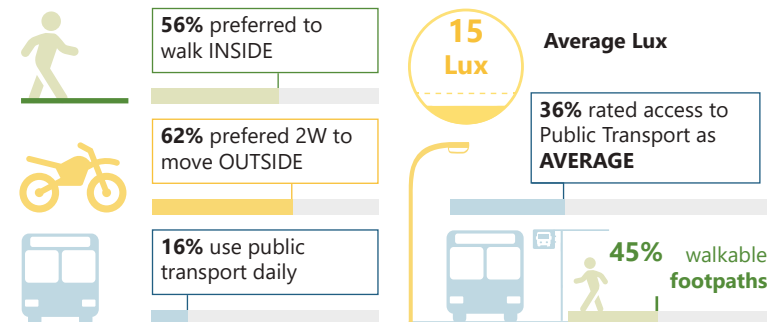 56% preferred to
walk INSIDE
62% prefered 2W to
move OUTSIDE
16% use public
transport daily
15
Lux
Average Lux
36% rated access to
Public Transport as
AVERAGE
45% walkable
footpaths